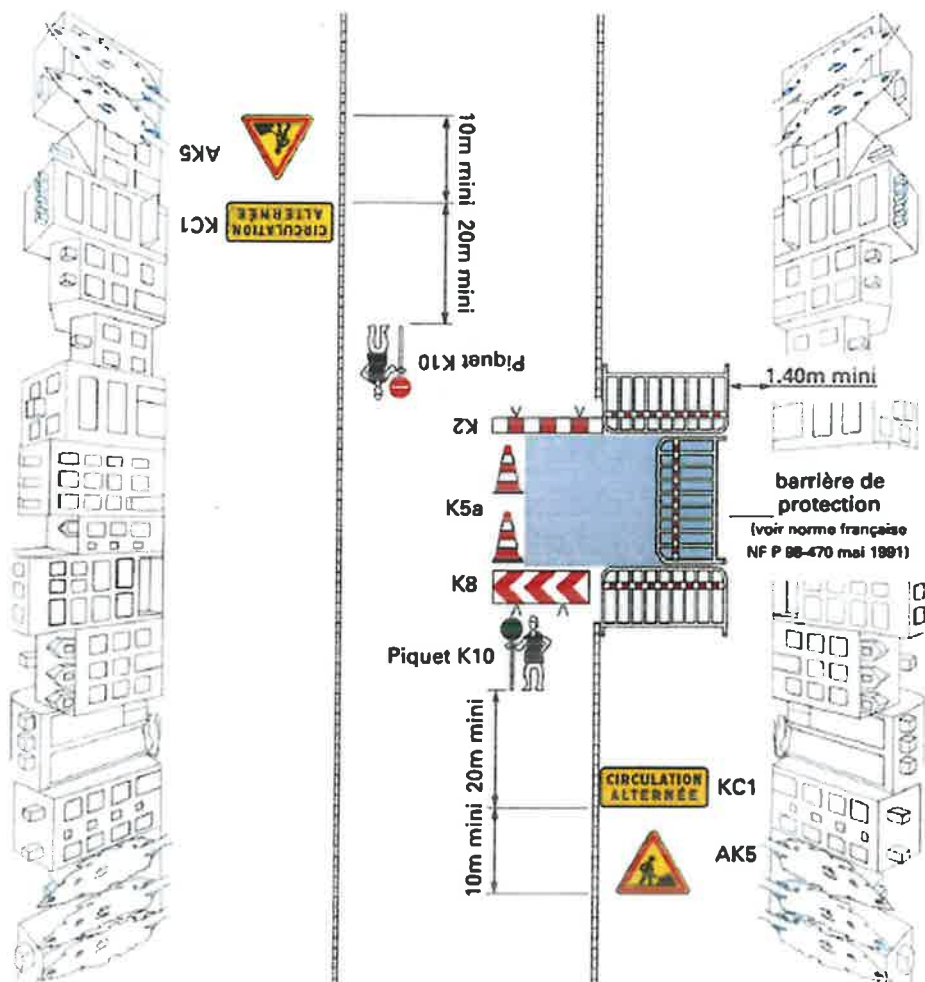 AK5
10m mini
KC1
CIRCULATION
ALTERNÉE
20m mini
Piquet K10
1.40m mini
K2
K5a
barrière de
protection
(voir norme française
NF P 98-470 mai 1991)
K8
Piquet K10
20m mini
CIRCULATION
ALTERNÉE
KC1
10m mini
AK5